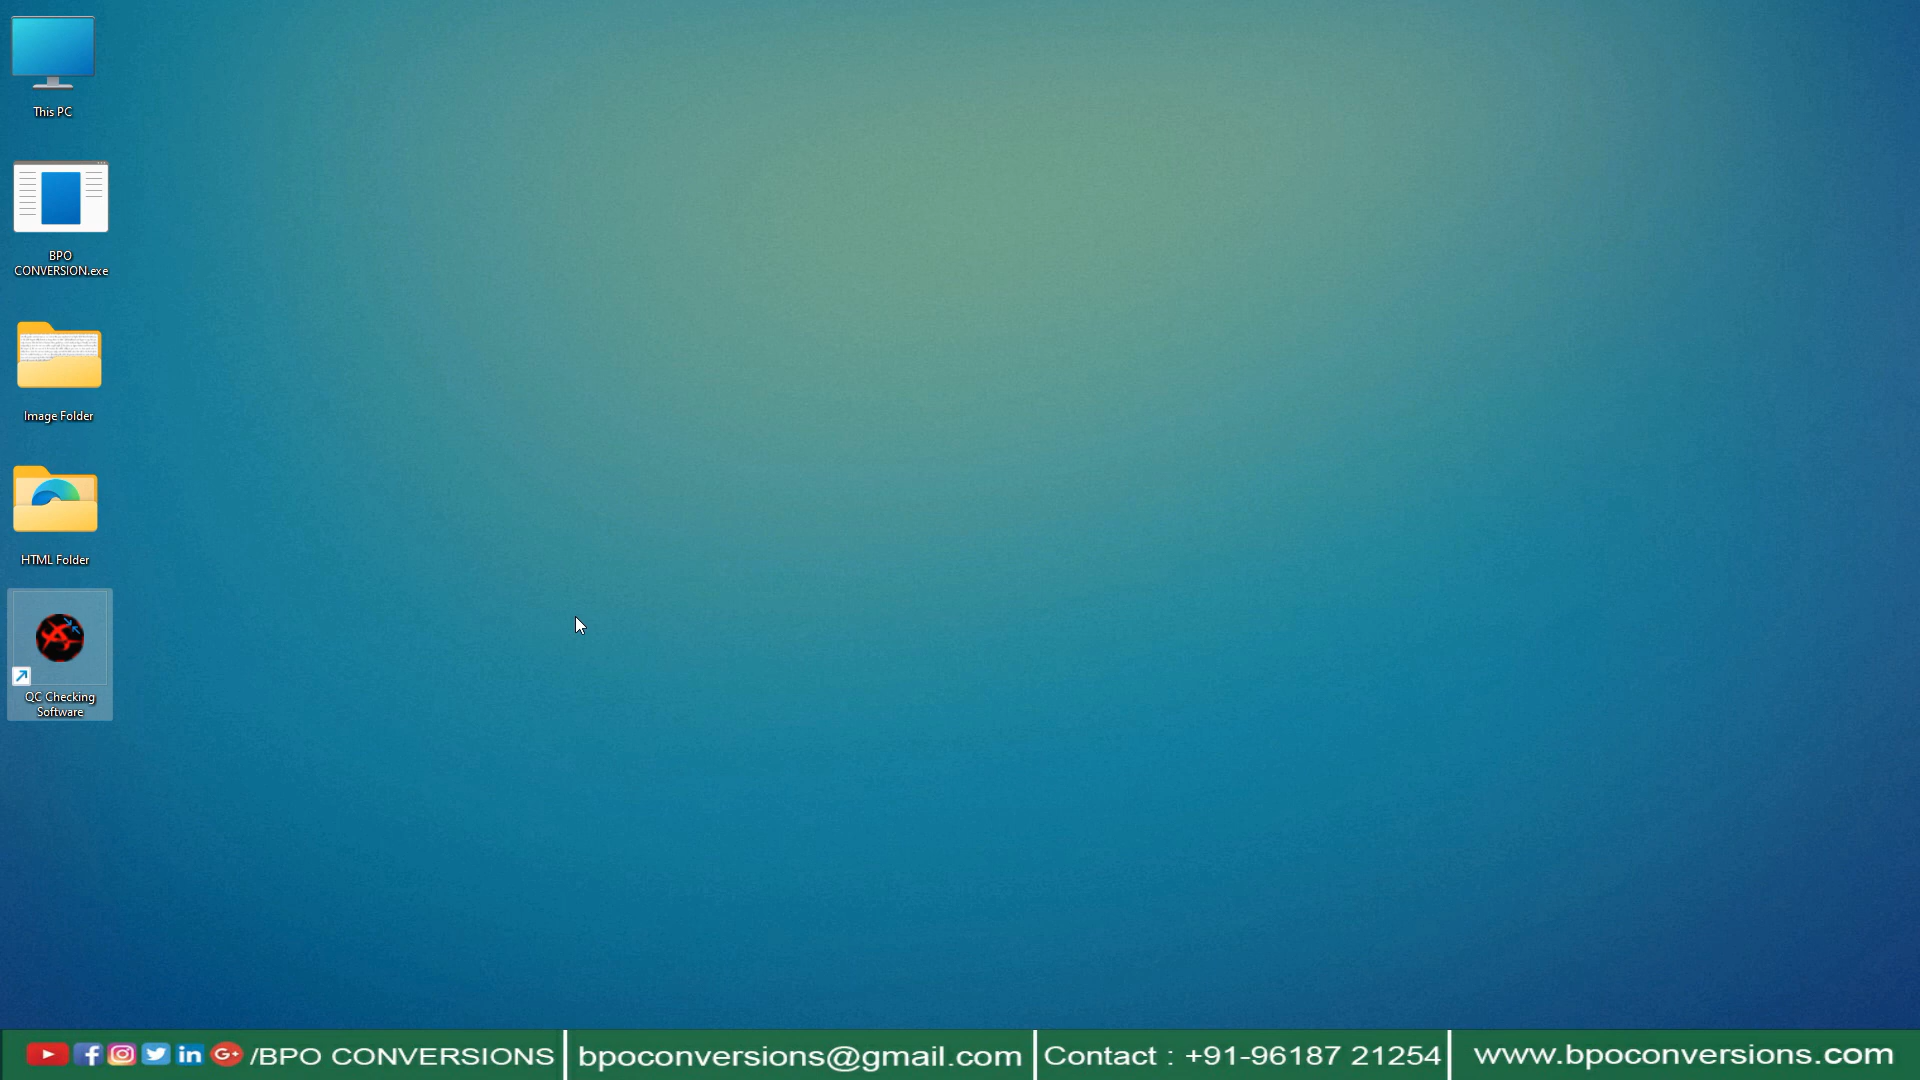 This PC
BPO
CONVERSION.exe
Image Folder
HTML Folder
QC Checking
Software
/BPO CONVERSIONS
bpoconversions@gmail.com
Contact : +91-96187 21254
www.bpoconversions.com